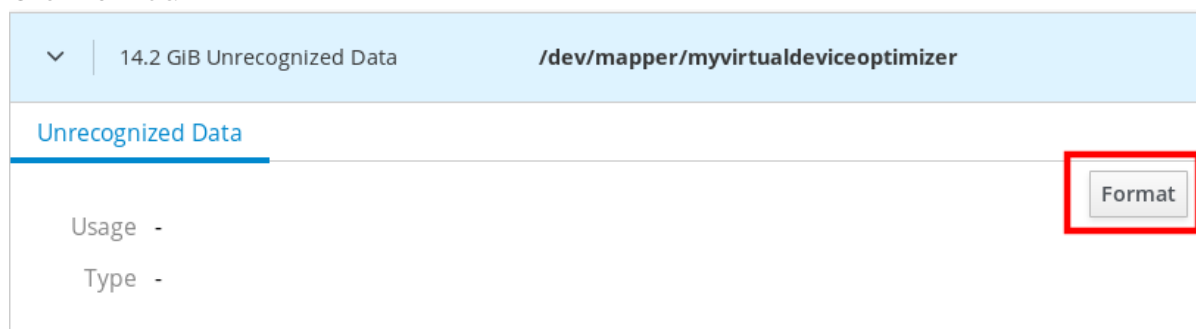 14.2 GiB Unrecognized Data /dev/mapper/myvirtualdeviceoptimizer
Unrecognized Data
Format
Usage -
Type -